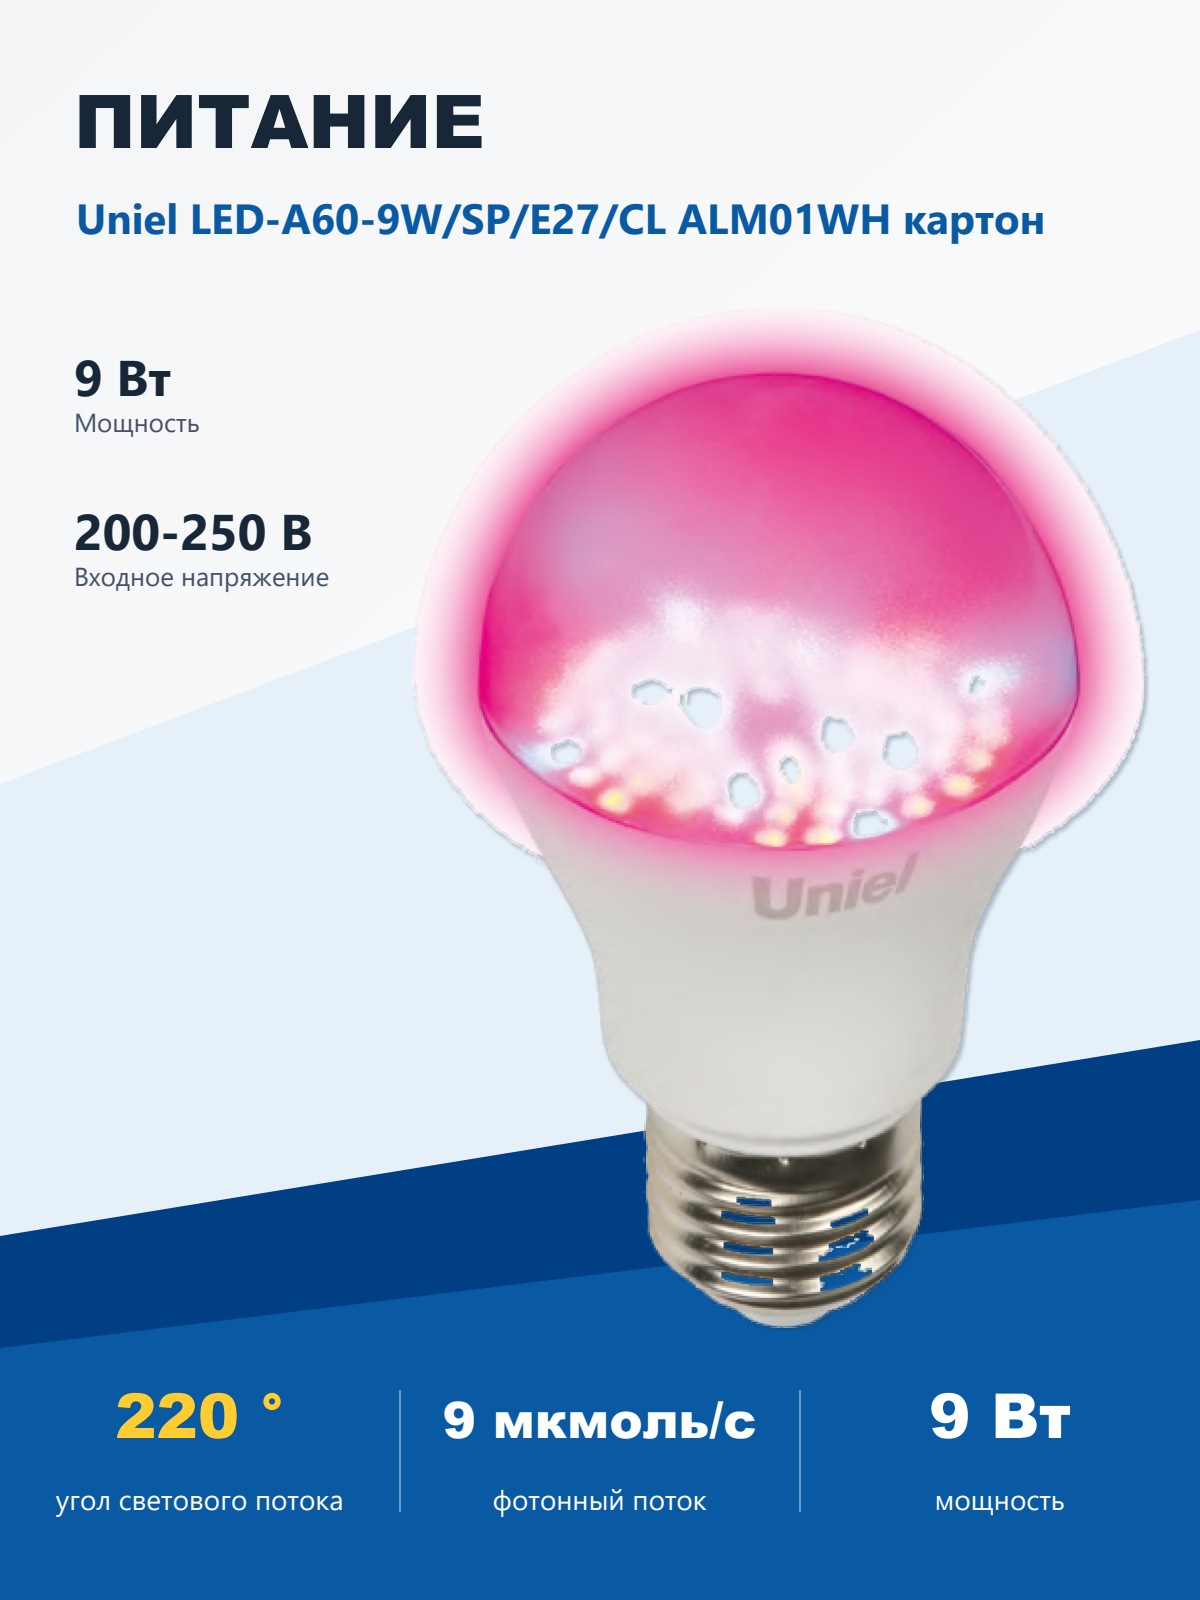 ПИТАНИЕ
Uniel LED-A60-9W/SP/E27/CL ALM01WH картон
9 Вт
Мощность
200-250 В
Входное напряжение
Uniel
220 °
угол светового потока
9 мкмоль/с
фотонный поток
9 Вт
мощность